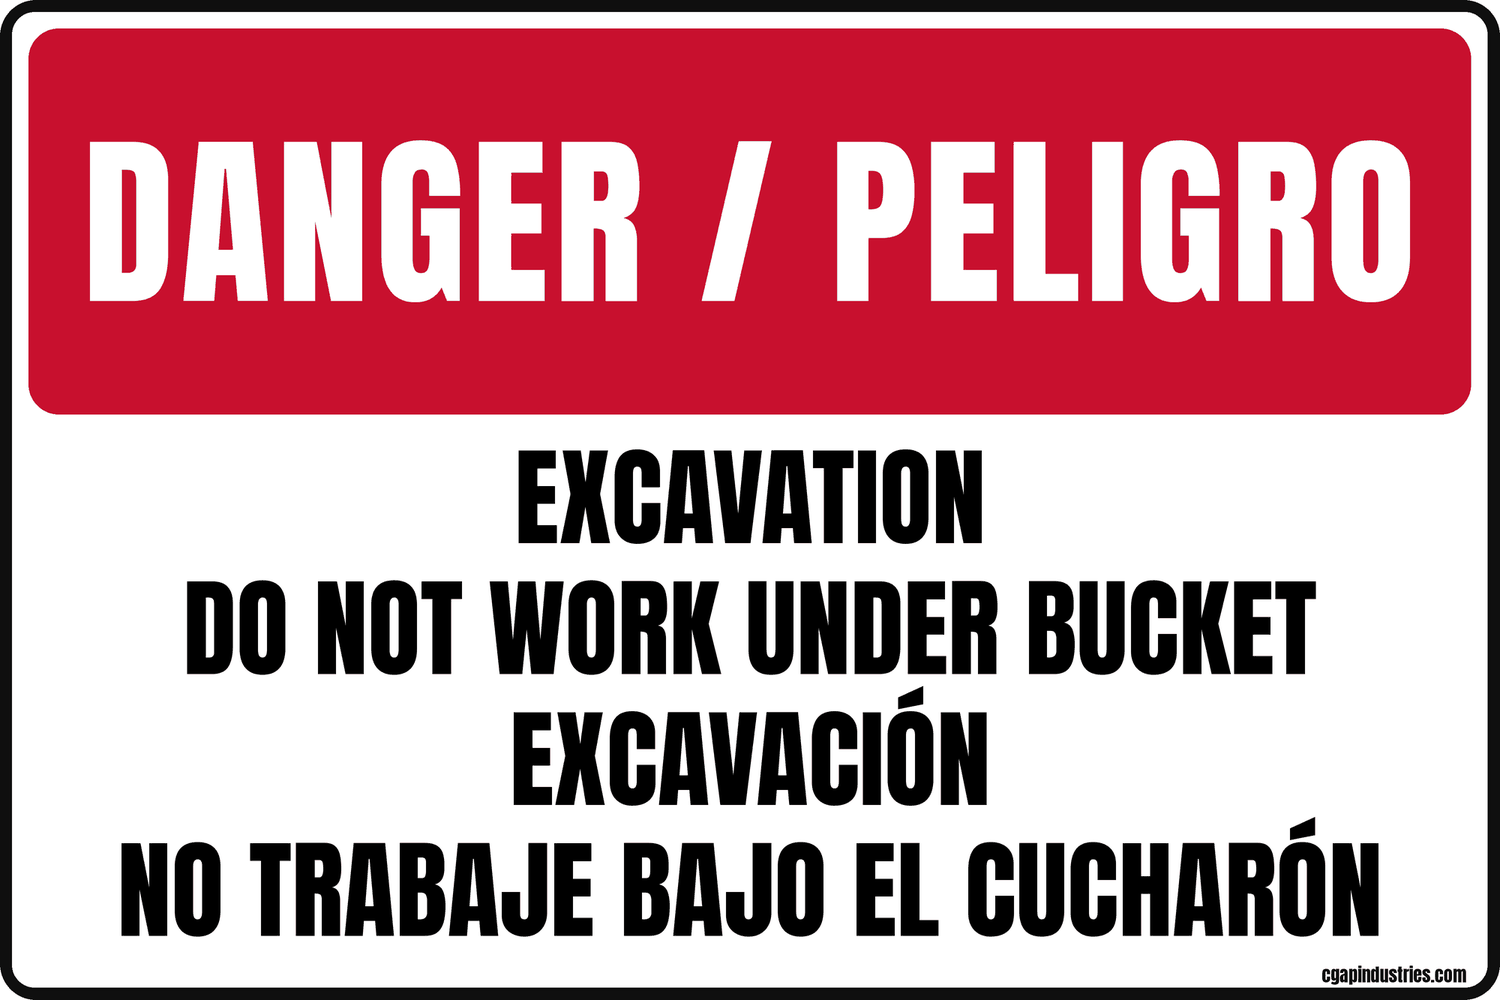 DANGER / PELIGRO
EXCAVATION
DO NOT WORK UNDER BUCKET
EXCAVACIÓN
NO TRABAJE BAJO EL CUCHARÓN
cgapindustries.com